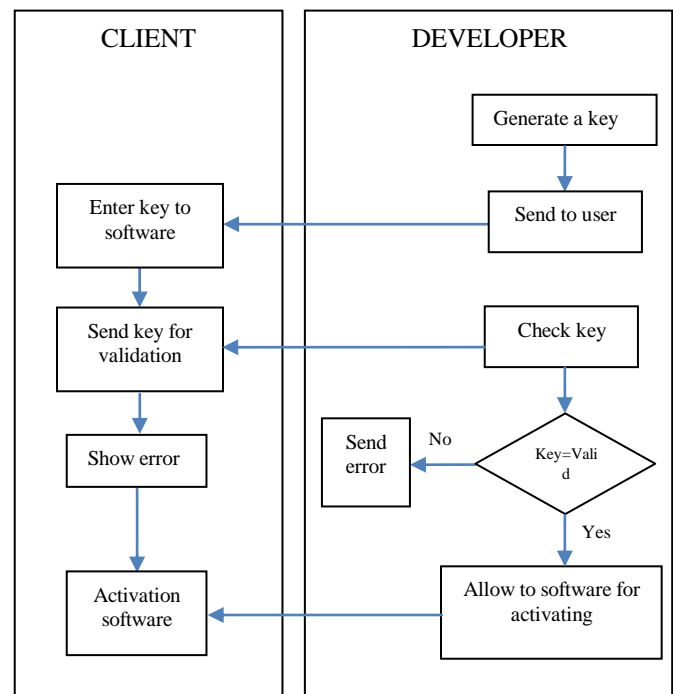 CLIENT
DEVELOPER
Generate a key
Send to user
Enter key to
software
Send key for
validation
Check key
Show error
Send
error
No
Key=Vali
d
Yes
Activation
software
Allow to software for
activating